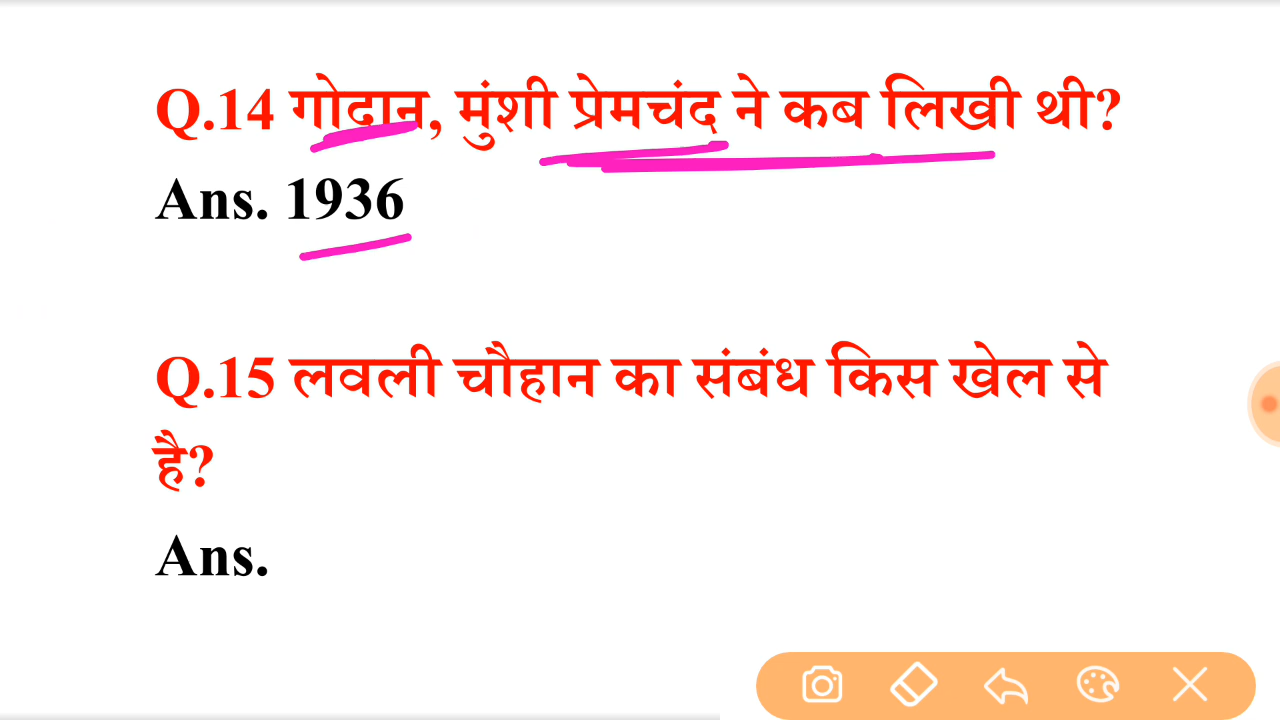 Q.14 गोदान, मुंशी प्रेमचंद ने कब लिखी थी?
Ans. 1936
Q.15 लवली चौहान का संबंध किस खेल से
है?
Ans.